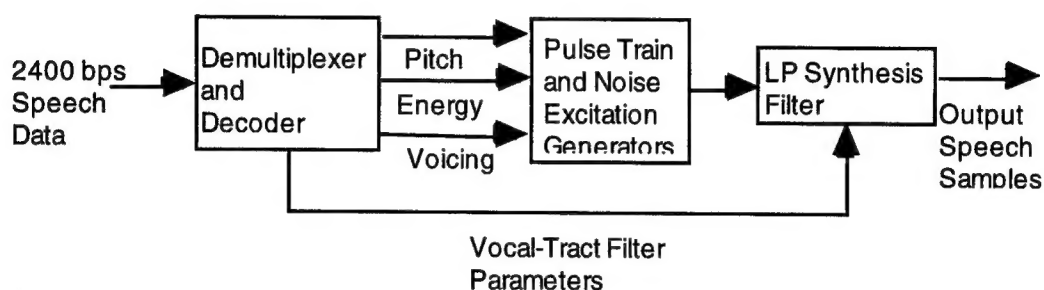 2400 bps
Speech
Data
Demultiplexer
and
Decoder
Pitch
Energy
Voicing
Pulse Train
and Noise
Excitation
Generators
LP Synthesis
Filter
Output
Speech
Samples
Vocal-Tract Filter
Parameters